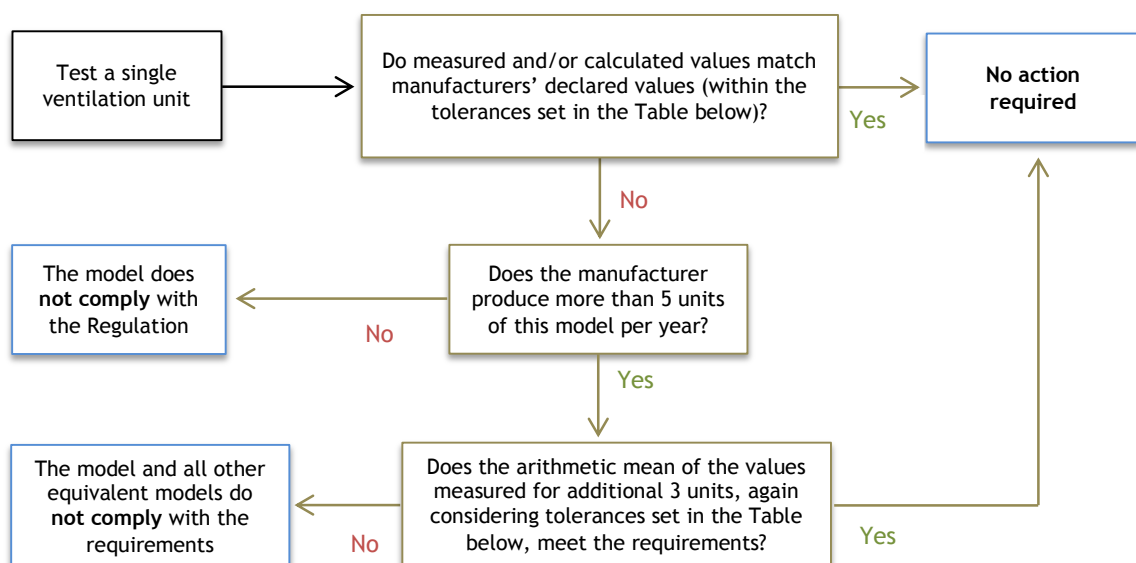 Test a single
ventilation unit
Do measured and/or calculated values match
manufacturers’ declared values (within the
tolerances set in the Table below)?
Yes
No action
required
No
The model does
not comply with
the Regulation
No
Does the manufacturer
produce more than 5 units
of this model per year?
Yes
The model and all other
equivalent models do
not comply with the
requirements
No
Does the arithmetic mean of the values
measured for additional 3 units, again
considering tolerances set in the Table
below, meet the requirements?
Yes